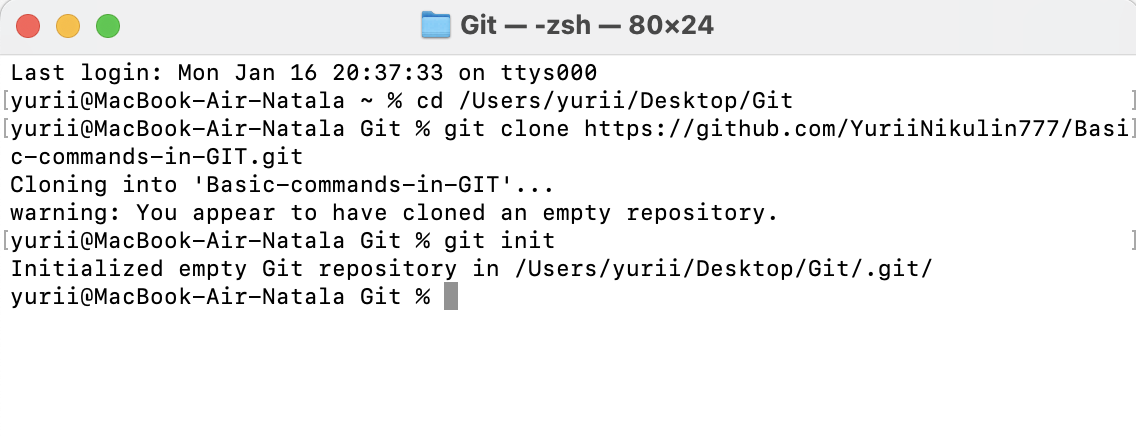 Git — -zsh — 80×24
Last login: Mon Jan 16 20:37:33 on ttys000
[yurii@MacBook-Air-Natala ~ % cd /Users/yurii/Desktop/Git ]
[yurii@MacBook-Air-Natala Git % git clone https://github.com/YuriiNikulin777/Basi]
c-commands-in-GIT.git
Cloning into 'Basic-commands-in-GIT'...
warning: You appear to have cloned an empty repository.
[yurii@MacBook-Air-Natala Git % git init ]
Initialized empty Git repository in /Users/yurii/Desktop/Git/.git/
yurii@MacBook-Air-Natala Git %